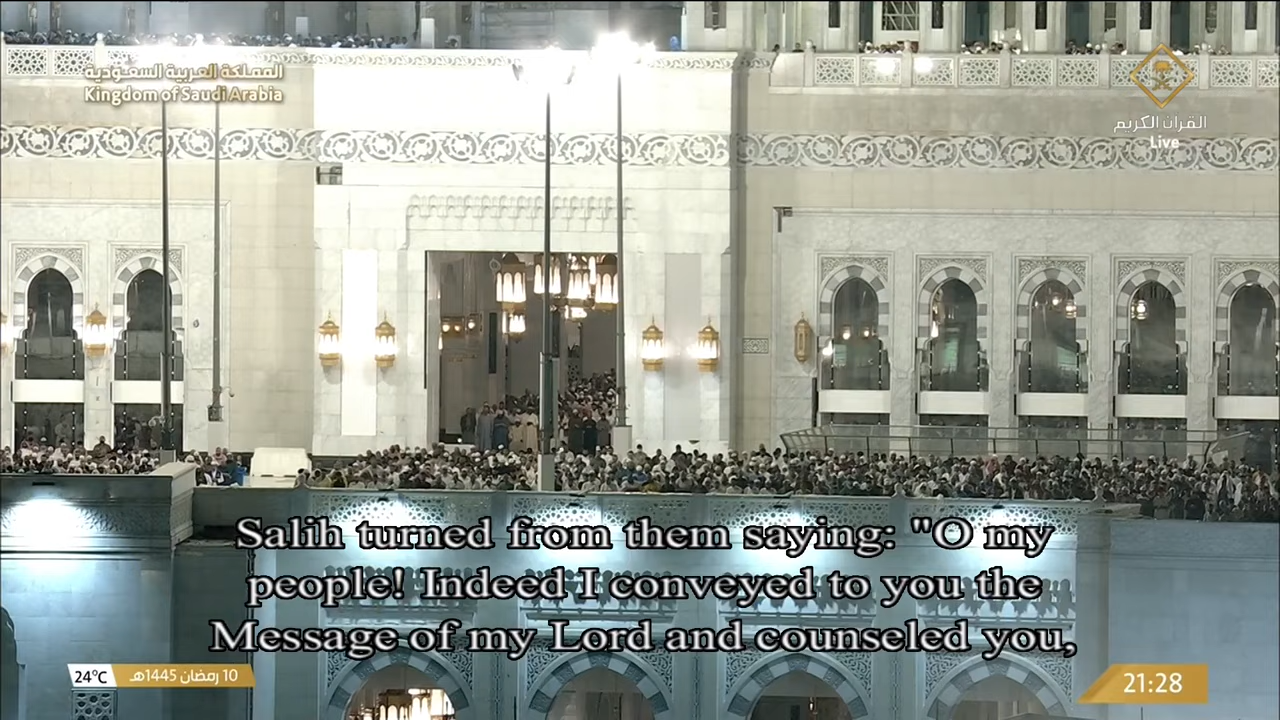 المملكة العربية السعودية
Kingdom of Saudi Arabia
القرآن الكريم
Live
Salih turned from them saying: "O my
people! Indeed I conveyed to you the
Message of my Lord and counseled you,
24°C
10 رمضان 1445هـ
21:28